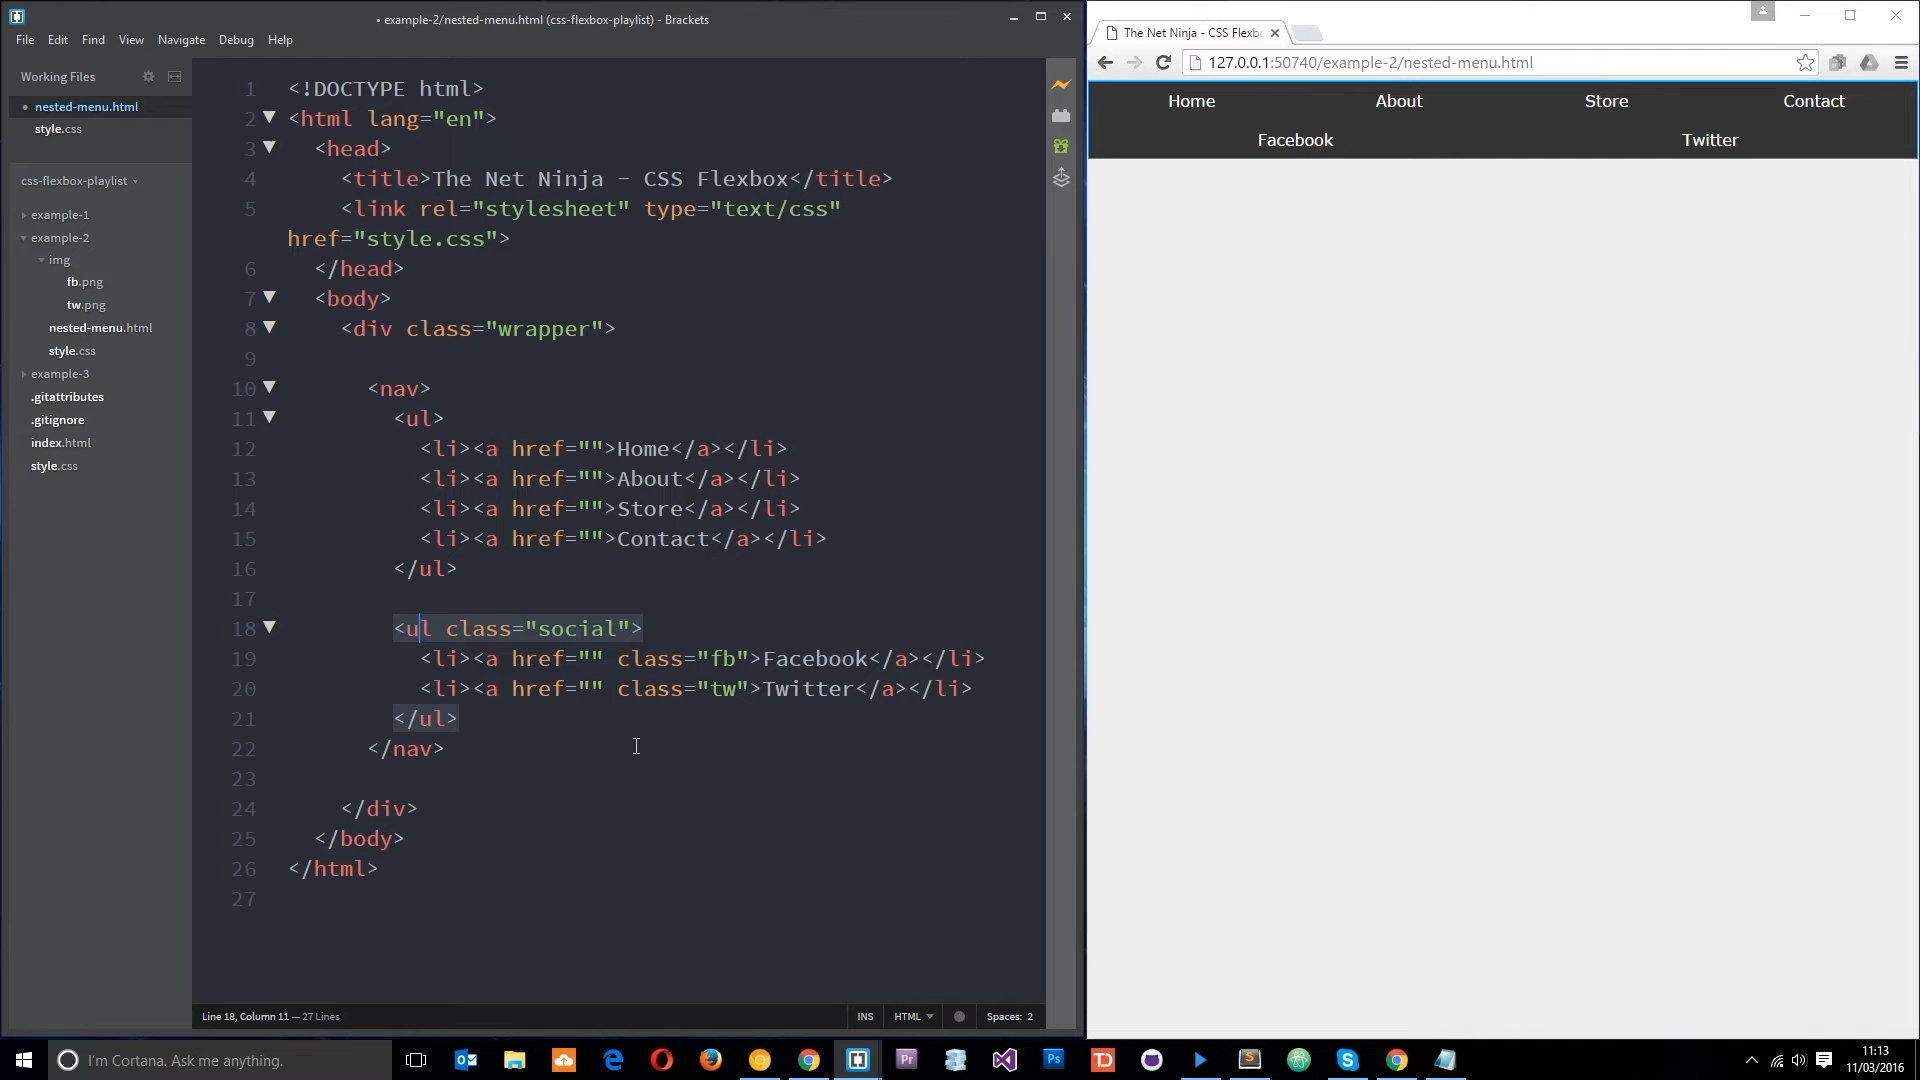 • example-2/nested-menu.html (css-flexbox-playlist) - Brackets
File Edit Find View Navigate Debug Help
Working Files
nested-menu.html
style.css
css-flexbox-playlist
example-1
example-2
img
fb.png
tw.png
nested-menu.html
style.css
example-3
.gitattributes
.gitignore
index.html
style.css
1 <!DOCTYPE html>
2 <html lang="en">
3 <head>
4 <title>The Net Ninja - CSS Flexbox</title>
5 <link rel="stylesheet" type="text/css"
href="style.css">
6 </head>
7 <body>
8 <div class="wrapper">
9
10 <nav>
11 <ul>
12 <li><a href="">Home</a></li>
13 <li><a href="">About</a></li>
14 <li><a href="">Store</a></li>
15 <li><a href="">Contact</a></li>
16 </ul>
17
18 <ul class="social">
19 <li><a href="" class="fb">Facebook</a></li>
20 <li><a href="" class="tw">Twitter</a></li>
21 </ul>
22 </nav>
23
24 </div>
25 </body>
26 </html>
27
Line 18, Column 11 — 27 Lines
INS HTML Spaces: 2
The Net Ninja - CSS Flexb
127.0.0.1:50740/example-2/nested-menu.html
Home About Store Contact
Facebook Twitter
I'm Cortana. Ask me anything.
Pr
Ps
TD
11:13
11/03/2016